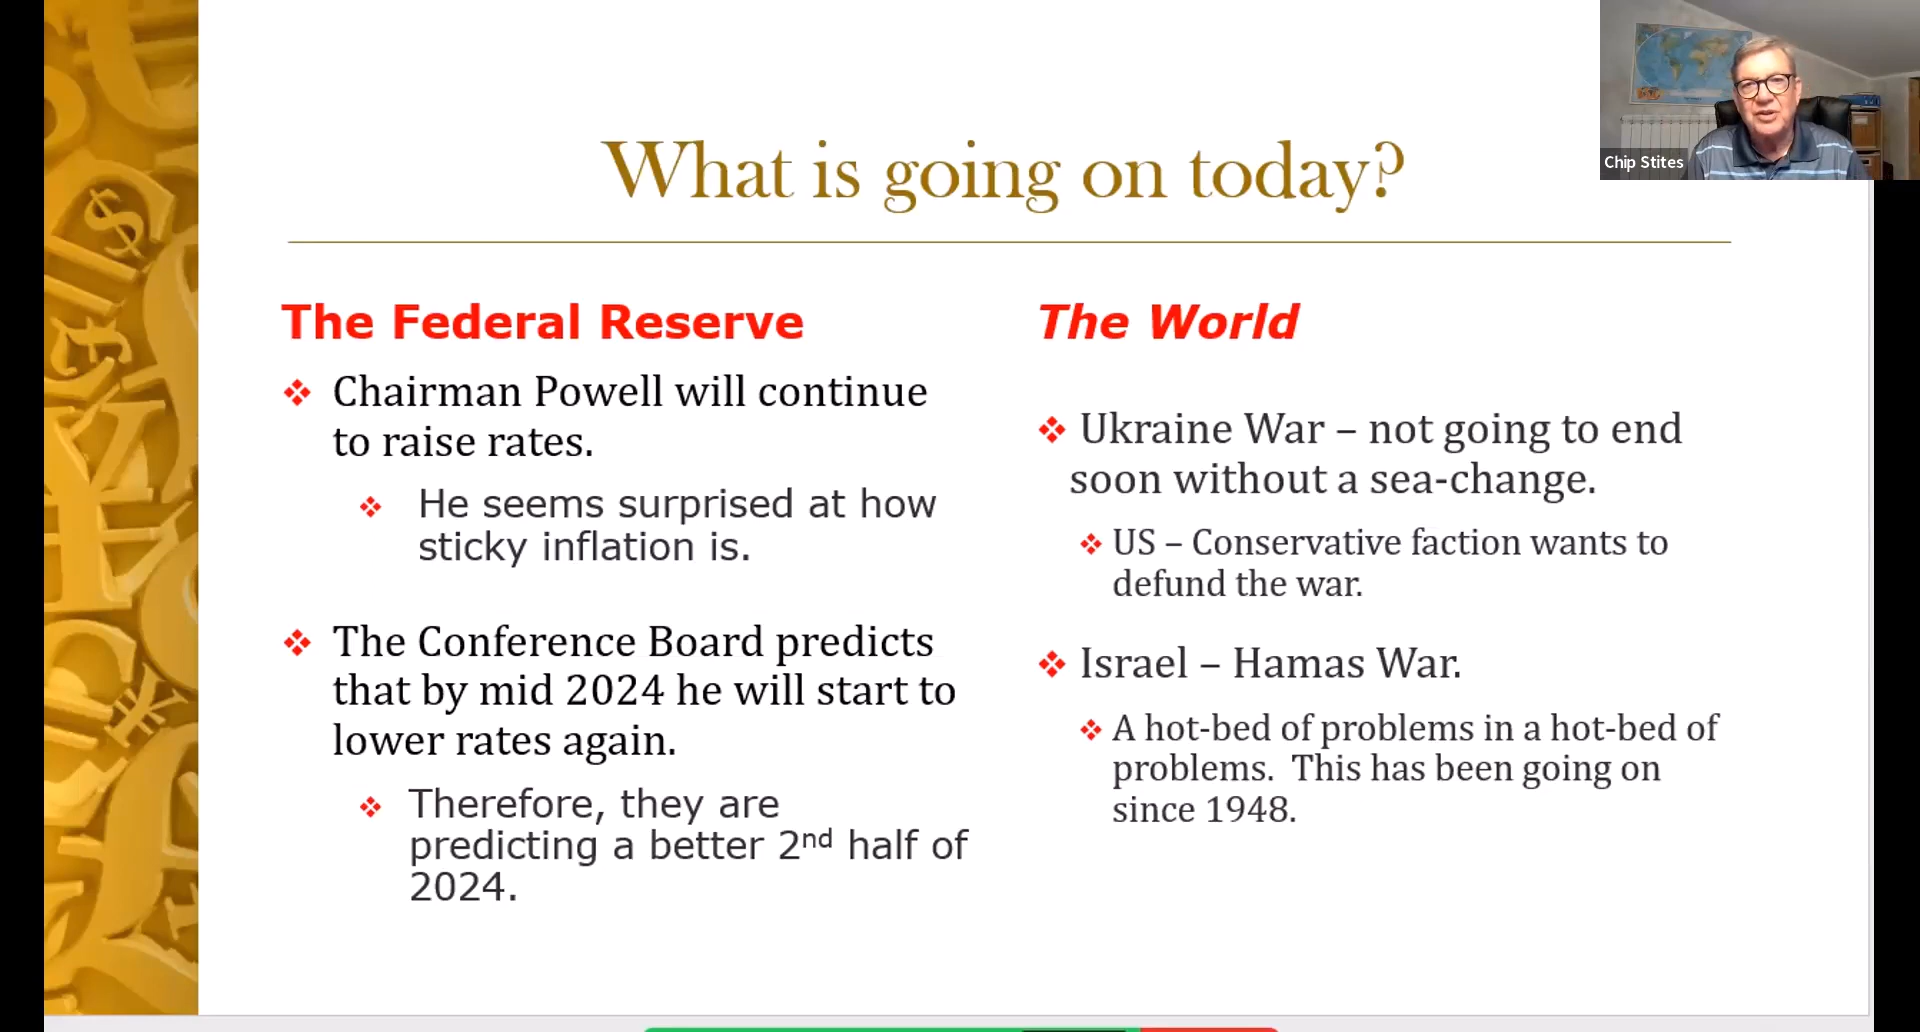 What is going on today?
Chip Stites
The Federal Reserve
❖ Chairman Powell will continue
to raise rates.
❖ He seems surprised at how
sticky inflation is.
❖ The Conference Board predicts
that by mid 2024 he will start to
lower rates again.
❖ Therefore, they are
predicting a better 2nd half of
2024.
The World
❖ Ukraine War – not going to end
soon without a sea-change.
❖ US – Conservative faction wants to
defund the war.
❖ Israel – Hamas War.
❖ A hot-bed of problems in a hot-bed of
problems.  This has been going on
since 1948.